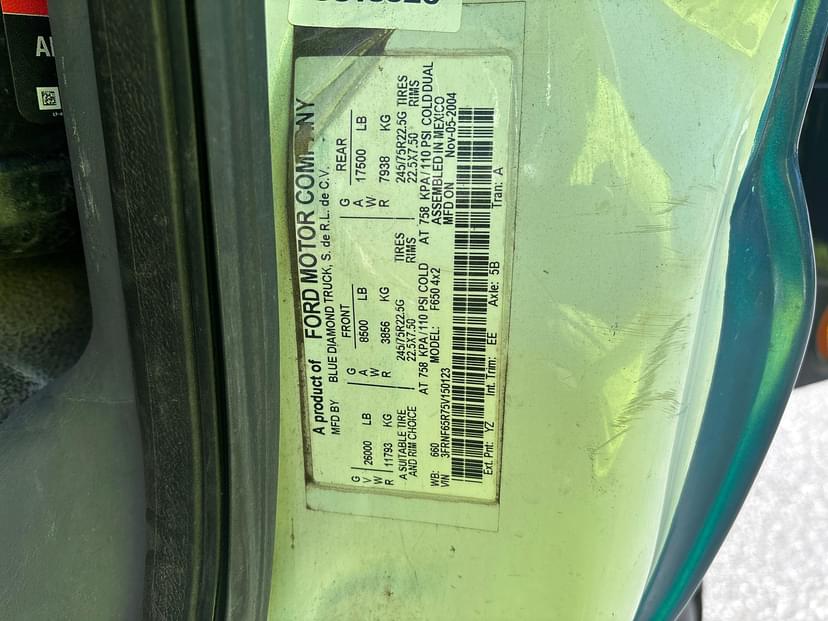 A product of FORD MOTOR COMPANY
MFD BY BLUE DIAMOND TRUCK, S. de R.L. de C.V.
FRONT REAR
GVWR 26000 LB GAWR 8500 LB GAWR 17500 LB
11793 KG 3856 KG 7938 KG
A SUITABLE TIRE 245/75R22.5G TIRES 245/75R22.5G TIRES
AND RIM CHOICE 22.5X7.50 RIMS 22.5X7.50 RIMS
AT 758 KPA/110 PSI COLD AT 758 KPA/110 PSI COLD DUAL
WB: 660 MODEL: F650 4x2 ASSEMBLED IN MEXICO
VIN 3FRNF65R75V150123 MFD ON Nov-05-2004
Ext. Pnt: YZ Int. Trim: EE Axle: 5B Tran: A